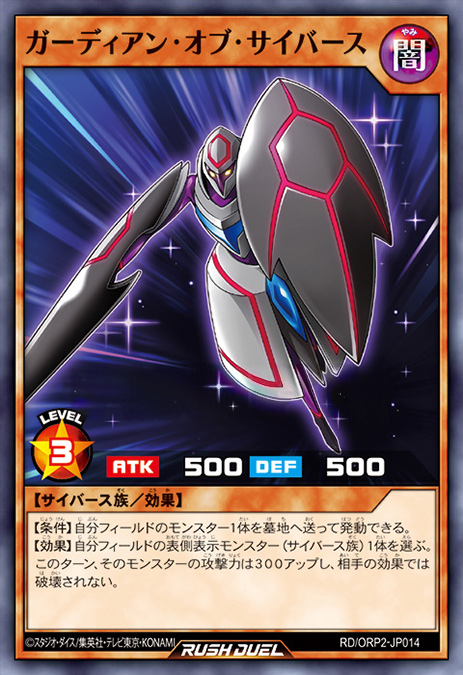 ガーディアン・オブ・サイバース
やみ
闇
LEVEL
3
ATK 500 DEF 500
【サイバース族／効果】
【条件】自分フィールドのモンスター1体を墓地へ送って発動できる。
【効果】自分フィールドの表側表示モンスター（サイバース族）1体を選ぶ。
このターン、そのモンスターの攻撃力は300アップし、相手の効果では
破壊されない。
©スタジオ・ダイス/集英社・テレビ東京・KONAMI
RUSH DUEL
RD/ORP2-JP014